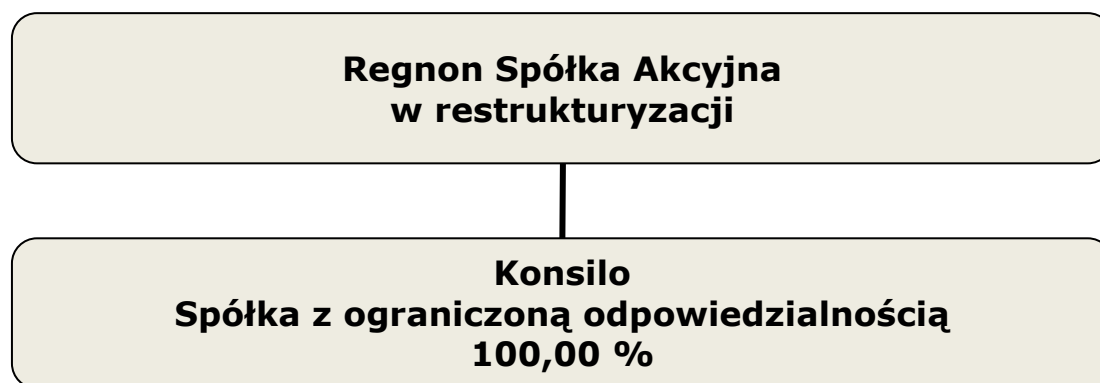 Regnon Spółka Akcyjna
w restrukturyzacji
Konsilo
Spółka z ograniczoną odpowiedzialnością
100,00 %